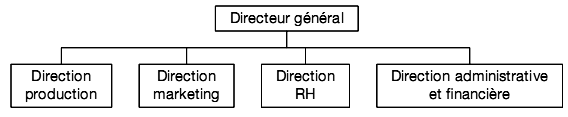 Directeur général
Direction
production
Direction
marketing
Direction
RH
Direction administrative
et financière